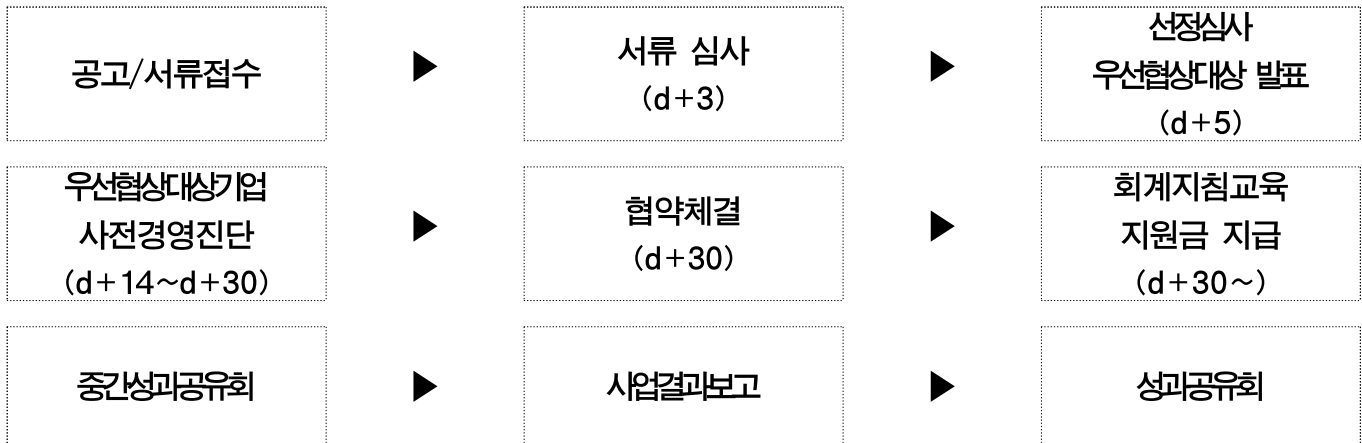 공고/서류접수
▶
서류 심사
(d+3)
▶
선정심사
우선협상대상 발표
(d+5)
우선협상대상기업
사전경영진단
(d+14~d+30)
▶
협약체결
(d+30)
▶
회계지침교육
지원금 지급
(d+30~)
중간성과공유회
▶
사업결과보고
▶
성과공유회